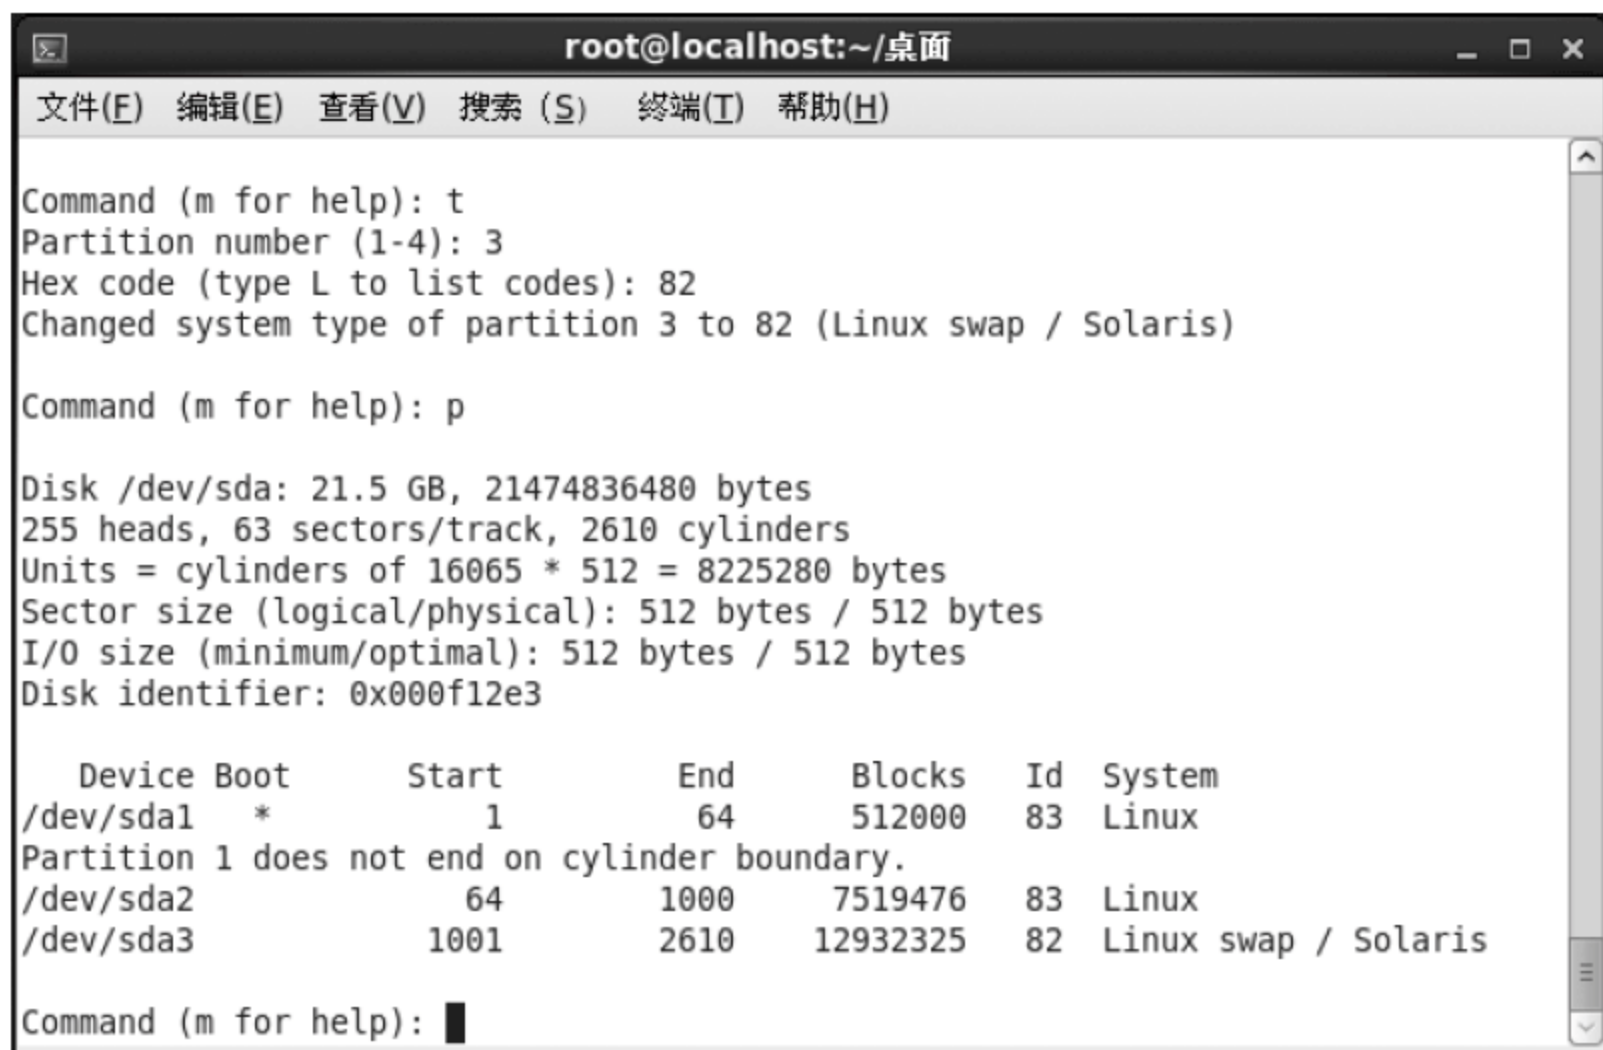 root@localhost:~/桌面
文件(F) 编辑(E) 查看(V) 搜索 (S) 终端(T) 帮助(H)
Command (m for help): t
Partition number (1-4): 3
Hex code (type L to list codes): 82
Changed system type of partition 3 to 82 (Linux swap / Solaris)
Command (m for help): p
Disk /dev/sda: 21.5 GB, 21474836480 bytes
255 heads, 63 sectors/track, 2610 cylinders
Units = cylinders of 16065 * 512 = 8225280 bytes
Sector size (logical/physical): 512 bytes / 512 bytes
I/O size (minimum/optimal): 512 bytes / 512 bytes
Disk identifier: 0x000f12e3
Device Boot Start End Blocks Id System
/dev/sda1 * 1 64 512000 83 Linux
Partition 1 does not end on cylinder boundary.
/dev/sda2 64 1000 7519476 83 Linux
/dev/sda3 1001 2610 12932325 82 Linux swap / Solaris
Command (m for help):